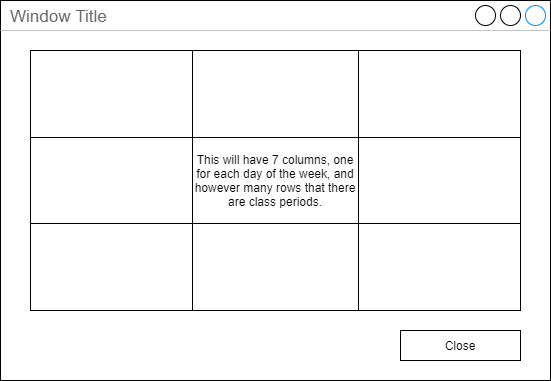 Window Title
This will have 7 columns, one
for each day of the week, and
however many rows that there
are class periods.
Close